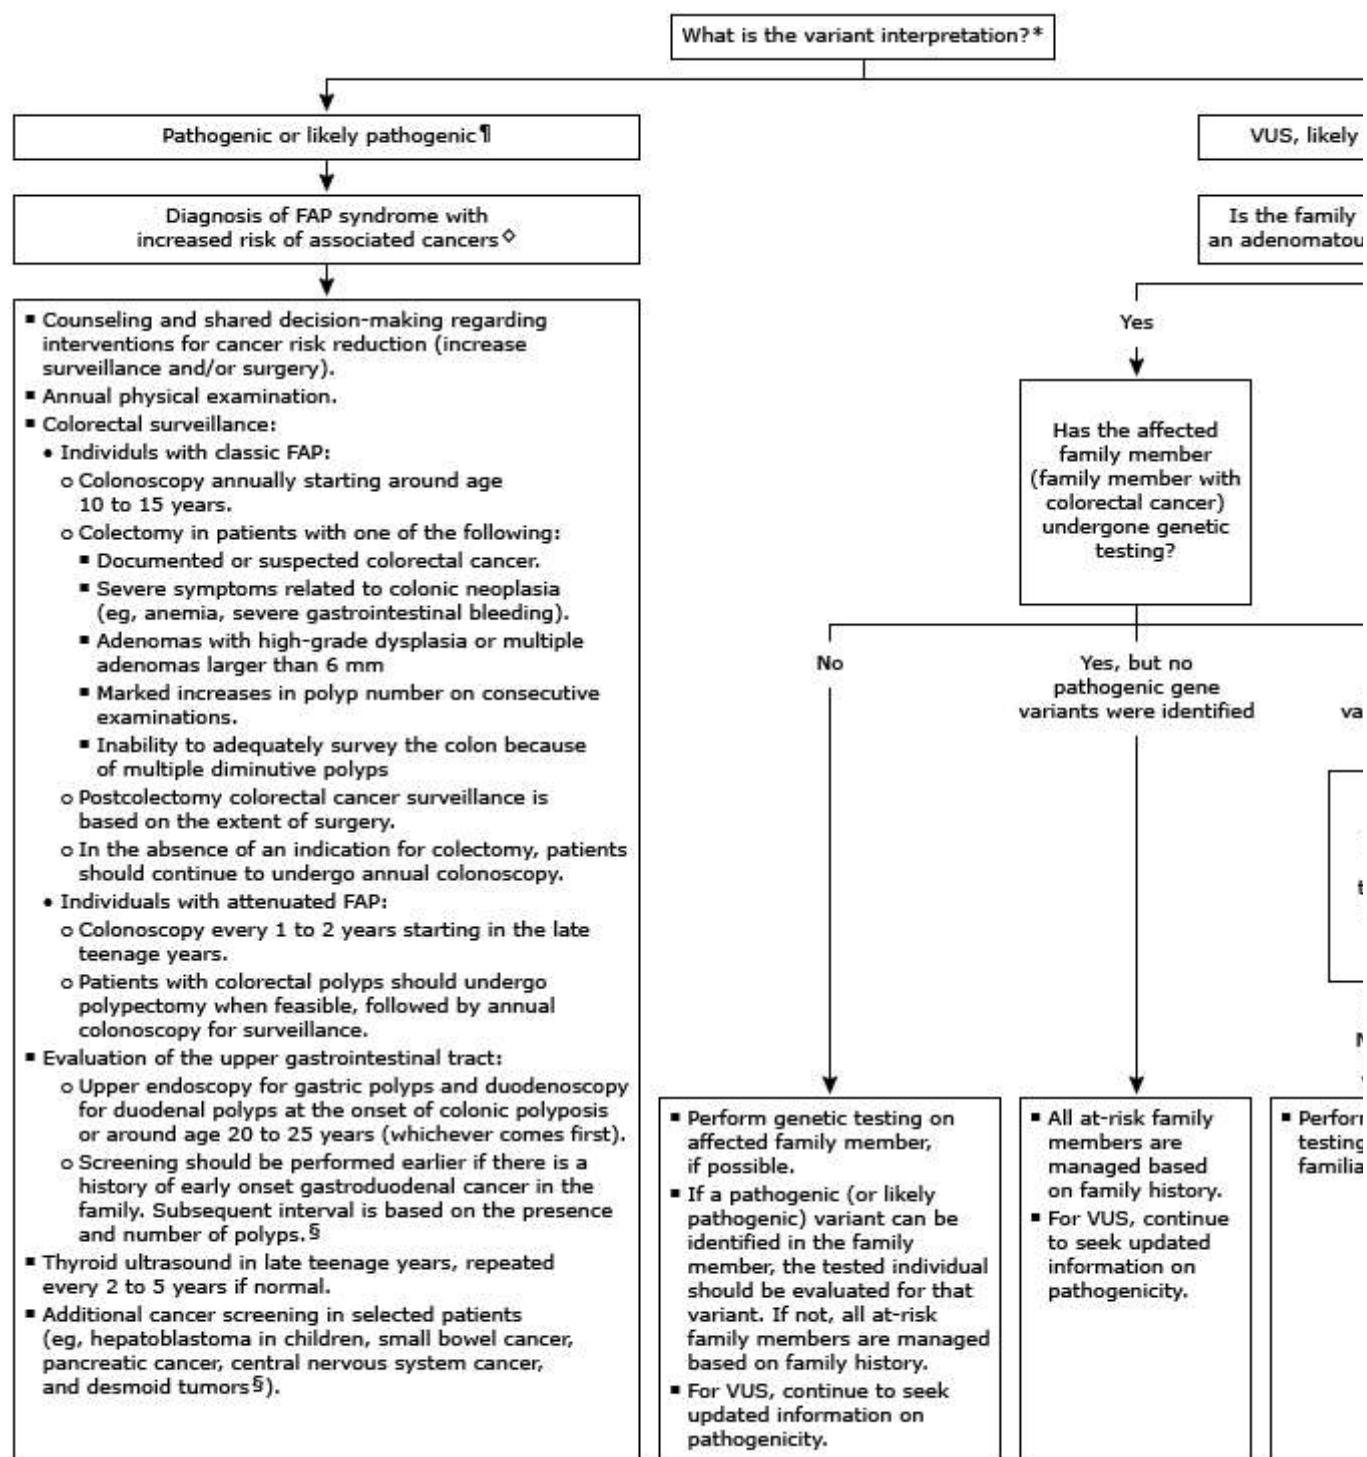 What is the variant interpretation?*
Pathogenic or likely pathogenic¶
VUS, likely
Diagnosis of FAP syndrome with
increased risk of associated cancers◇
Is the family
an adenomatou
■ Counseling and shared decision-making regarding
interventions for cancer risk reduction (increase
surveillance and/or surgery).
■ Annual physical examination.
■ Colorectal surveillance:
• Individuls with classic FAP:
o Colonoscopy annually starting around age
10 to 15 years.
o Colectomy in patients with one of the following:
■ Documented or suspected colorectal cancer.
■ Severe symptoms related to colonic neoplasia
(eg, anemia, severe gastrointestinal bleeding).
■ Adenomas with high-grade dysplasia or multiple
adenomas larger than 6 mm
■ Marked increases in polyp number on consecutive
examinations.
■ Inability to adequately survey the colon because
of multiple diminutive polyps
o Postcolectomy colorectal cancer surveillance is
based on the extent of surgery.
o In the absence of an indication for colectomy, patients
should continue to undergo annual colonoscopy.
• Individuals with attenuated FAP:
o Colonoscopy every 1 to 2 years starting in the late
teenage years.
o Patients with colorectal polyps should undergo
polypectomy when feasible, followed by annual
colonoscopy for surveillance.
■ Evaluation of the upper gastrointestinal tract:
o Upper endoscopy for gastric polyps and duodenoscopy
for duodenal polyps at the onset of colonic polyposis
or around age 20 to 25 years (whichever comes first).
o Screening should be performed earlier if there is a
history of early onset gastroduodenal cancer in the
family. Subsequent interval is based on the presence
and number of polyps.§
■ Thyroid ultrasound in late teenage years, repeated
every 2 to 5 years if normal.
■ Additional cancer screening in selected patients
(eg, hepatoblastoma in children, small bowel cancer,
pancreatic cancer, central nervous system cancer,
and desmoid tumors§).
Yes
Has the affected
family member
(family member with
colorectal cancer)
undergone genetic
testing?
No
Yes, but no
pathogenic gene
variants were identified
va
t
■ Perform genetic testing on
affected family member,
if possible.
■ If a pathogenic (or likely
pathogenic) variant can be
identified in the family
member, the tested individual
should be evaluated for that
variant. If not, all at-risk
family members are managed
based on family history.
■ For VUS, continue to seek
updated information on
pathogenicity.
■ All at-risk family
members are
managed based
on family history.
■ For VUS, continue
to seek updated
information on
pathogenicity.
■ Perforr
testing
familia